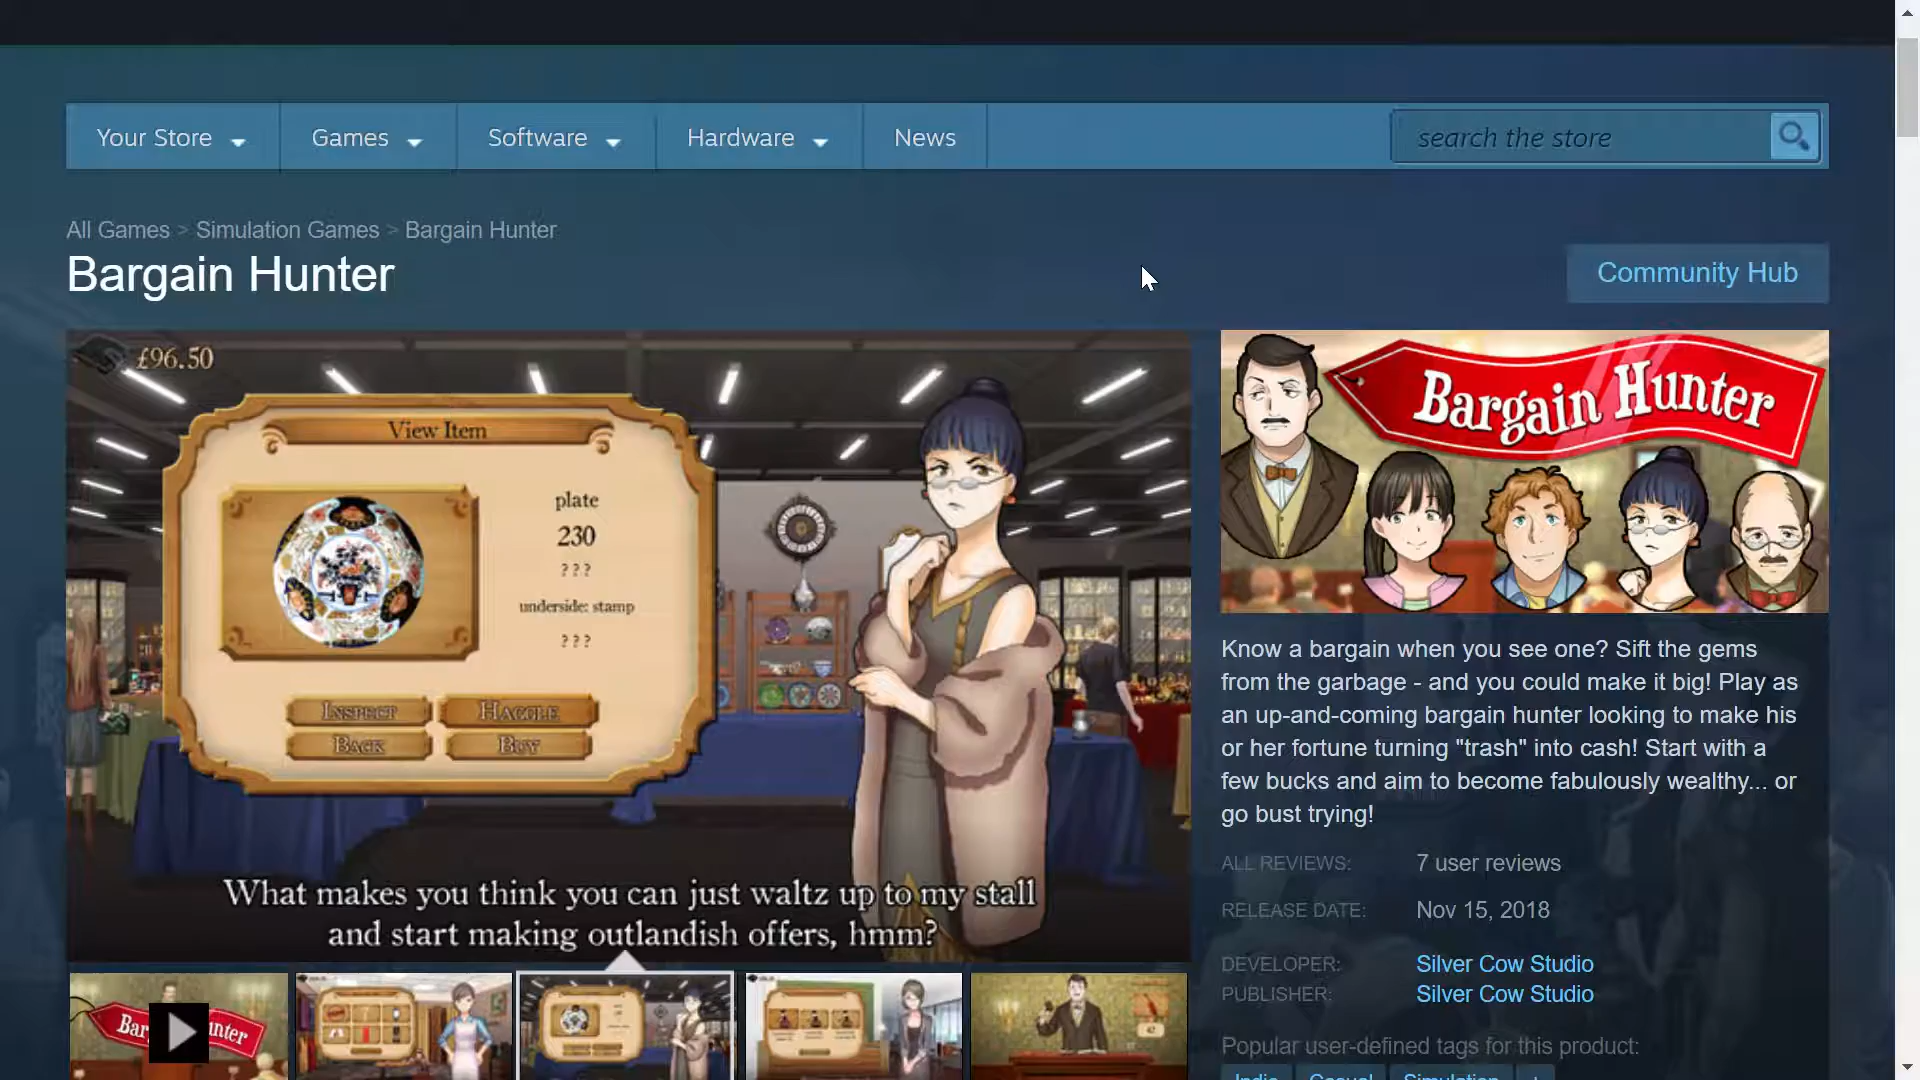 Your Store
Games
Software
Hardware
News
search the store
All Games > Simulation Games > Bargain Hunter
Bargain Hunter
Community Hub
£96.50
View Item
plate
230
???
underside: stamp
???
INSPECT
HAGGLE
BACK
BUY
What makes you think you can just waltz up to my stall
and start making outlandish offers, hmm?
Bargain Hunter
Know a bargain when you see one? Sift the gems
from the garbage - and you could make it big! Play as
an up-and-coming bargain hunter looking to make his
or her fortune turning "trash" into cash! Start with a
few bucks and aim to become fabulously wealthy... or
go bust trying!
ALL REVIEWS: 7 user reviews
RELEASE DATE: Nov 15, 2018
DEVELOPER: Silver Cow Studio
PUBLISHER: Silver Cow Studio
Popular user-defined tags for this product:
Indie
Casual
Simulation
+